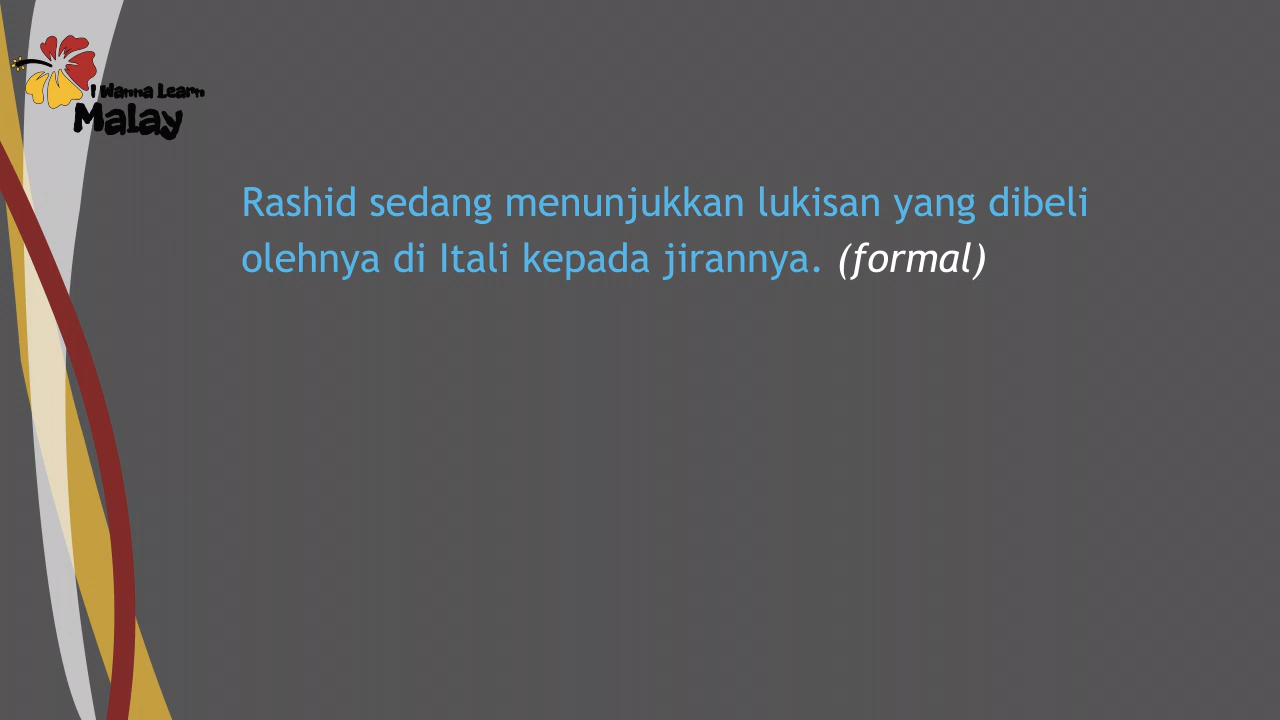 I Wanna Learn
Malay
Rashid sedang menunjukkan lukisan yang dibeli
olehnya di Itali kepada jirannya. (formal)